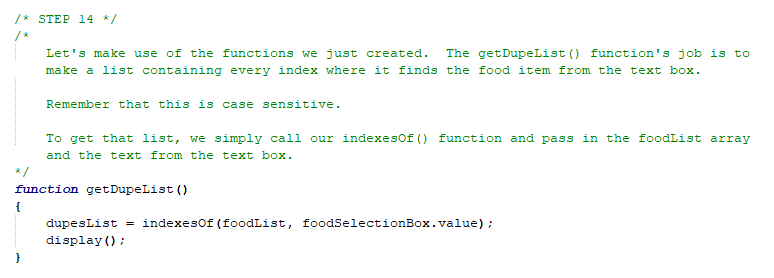 /* STEP 14 */
/*
Let's make use of the functions we just created.  The getDupeList() function's job is to
make a list containing every index where it finds the food item from the text box.
Remember that this is case sensitive.
To get that list, we simply call our indexesOf() function and pass in the foodList array
and the text from the text box.
*/
function getDupeList()
{
dupesList = indexesOf(foodList, foodSelectionBox.value);
display();
}